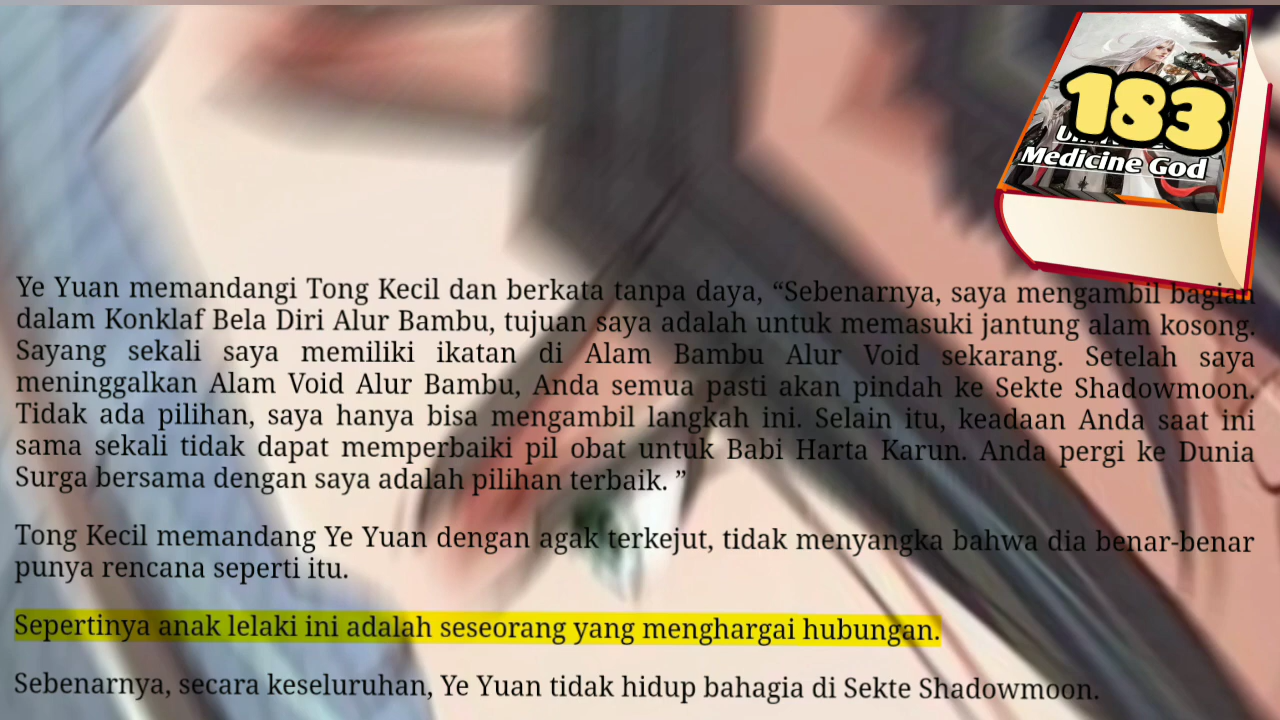 183
Medicine God
Ye Yuan memandangi Tong Kecil dan berkata tanpa daya, “Sebenarnya, saya mengambil bagian
dalam Konklaf Bela Diri Alur Bambu, tujuan saya adalah untuk memasuki jantung alam kosong.
Sayang sekali saya memiliki ikatan di Alam Bambu Alur Void sekarang. Setelah saya
meninggalkan Alam Void Alur Bambu, Anda semua pasti akan pindah ke Sekte Shadowmoon.
Tidak ada pilihan, saya hanya bisa mengambil langkah ini. Selain itu, keadaan Anda saat ini
sama sekali tidak dapat memperbaiki pil obat untuk Babi Harta Karun. Anda pergi ke Dunia
Surga bersama dengan saya adalah pilihan terbaik. ”
Tong Kecil memandang Ye Yuan dengan agak terkejut, tidak menyangka bahwa dia benar-benar
punya rencana seperti itu.
Sepertinya anak lelaki ini adalah seseorang yang menghargai hubungan.
Sebenarnya, secara keseluruhan, Ye Yuan tidak hidup bahagia di Sekte Shadowmoon.